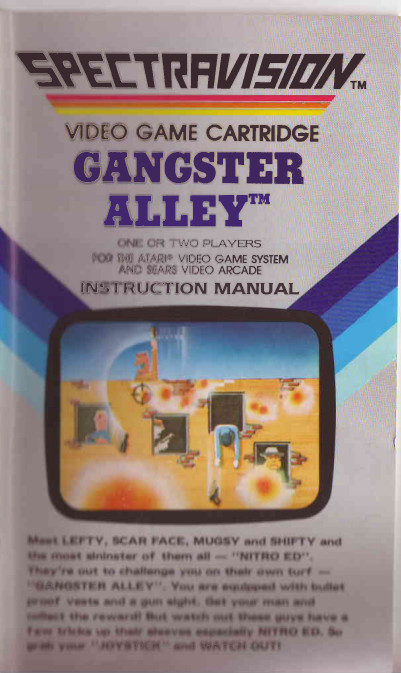 SPECTRAVISION™
VIDEO GAME CARTRIDGE
GANGSTER
ALLEY™
ONE OR TWO PLAYERS
FOR THE ATARI® VIDEO GAME SYSTEM
AND SEARS VIDEO ARCADE
INSTRUCTION MANUAL
Meet LEFTY, SCAR FACE, MUGSY and SHIFTY and
the most sininster of them all — "NITRO ED".
They're out to challenge you on their own turf —
"GANGSTER ALLEY". You are equipped with bullet
proof vests and a gun sight. Get your man and
collect the reward! But watch out these guys have a
few tricks up their sleeves especially NITRO ED. So
grab your "JOYSTICK" and WATCH OUT!